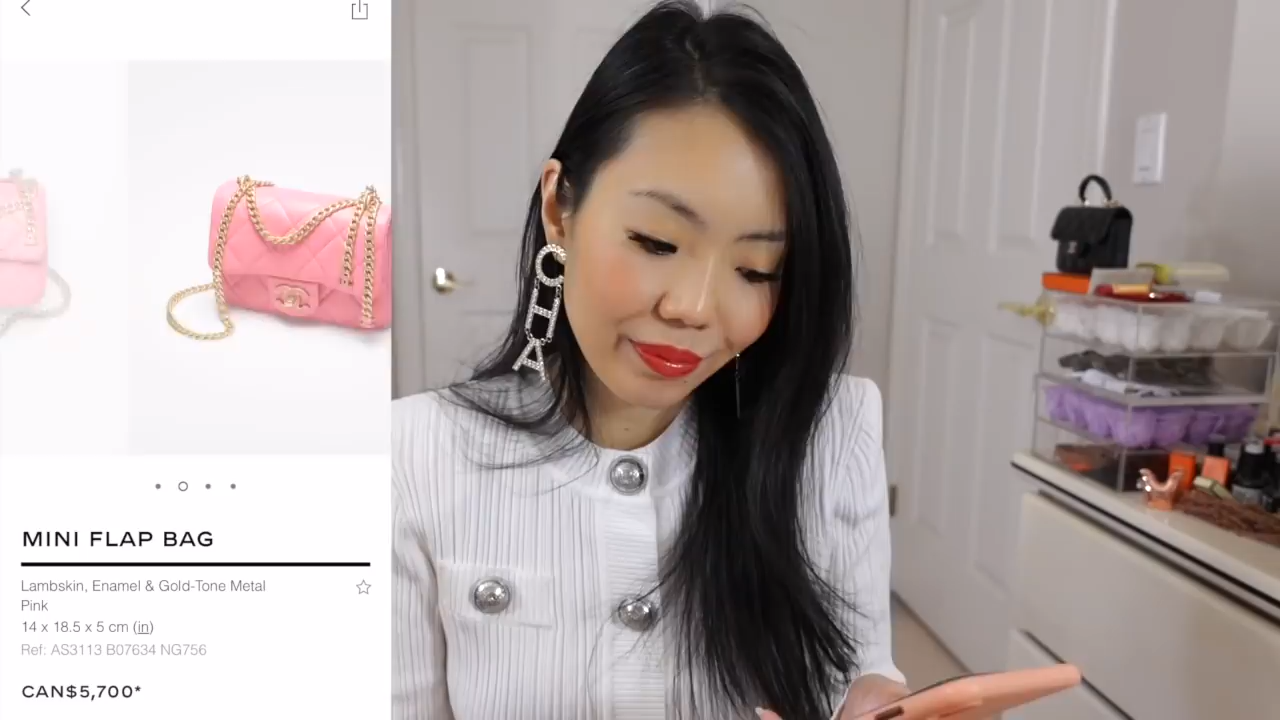 MINI FLAP BAG
Lambskin, Enamel & Gold-Tone Metal
Pink
14 x 18.5 x 5 cm (in)
Ref: AS3113 B07634 NG756
CAN$5,700*
CHA